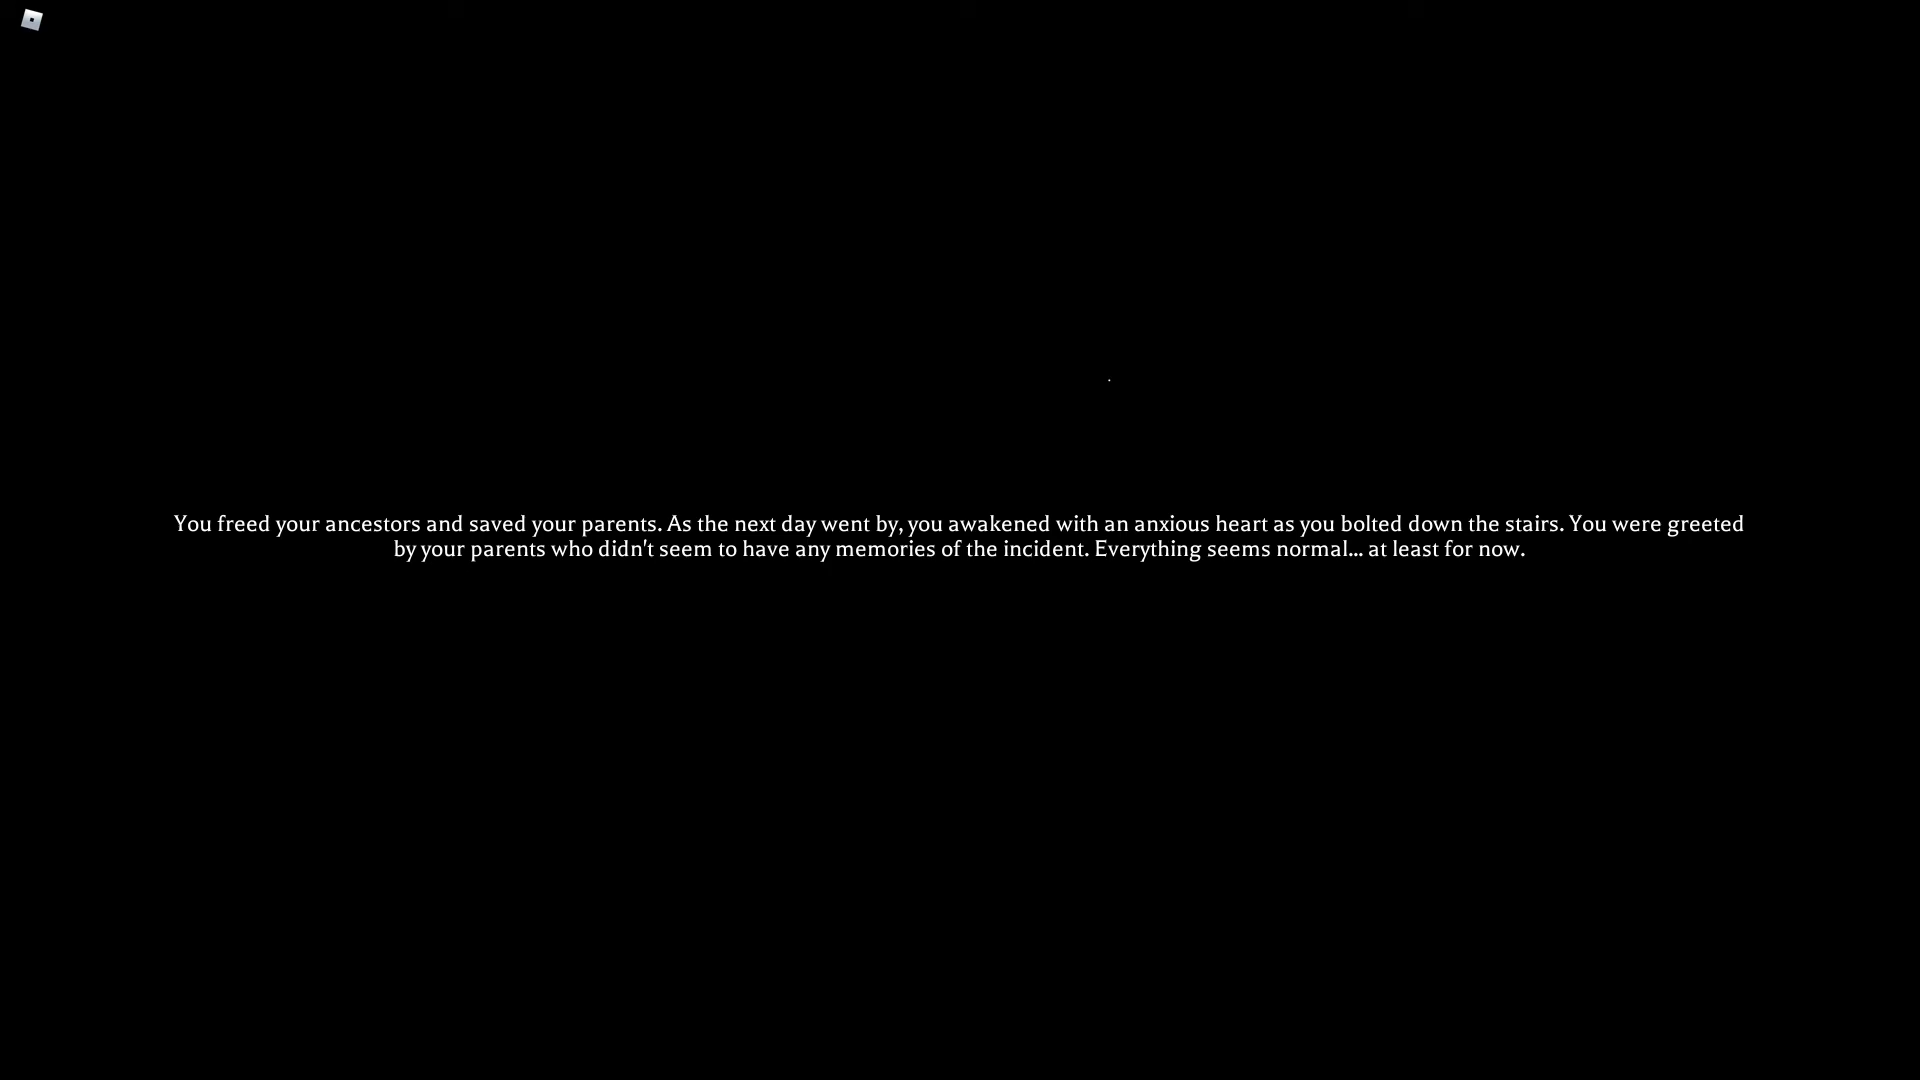 You freed your ancestors and saved your parents. As the next day went by, you awakened with an anxious heart as you bolted down the stairs. You were greeted
by your parents who didn't seem to have any memories of the incident. Everything seems normal... at least for now.